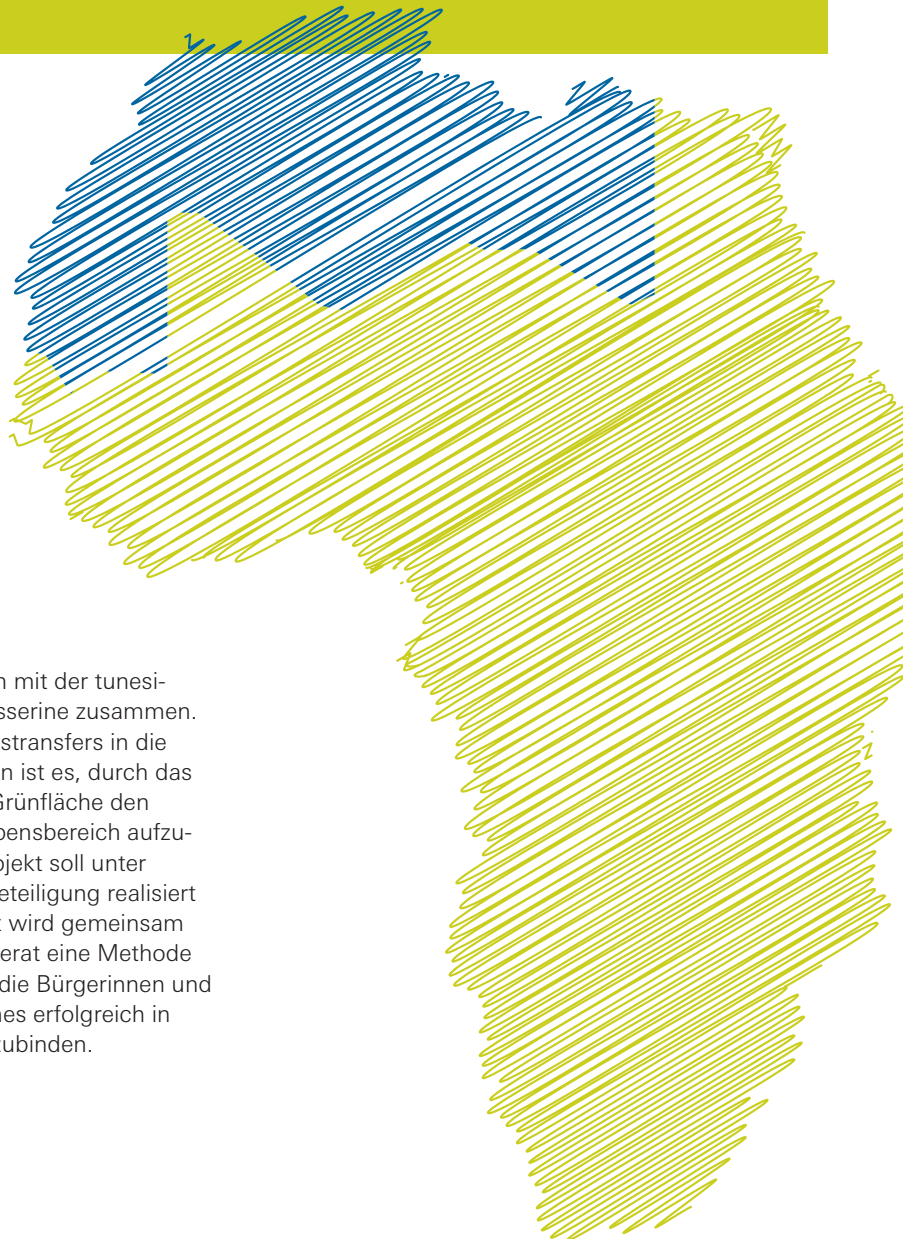 n mit der tunesi-
sserine zusammen.
stransfers in die
n ist es, durch das
Grünfläche den
bensbereich aufzu-
ojekt soll unter
eteiligung realisiert
t wird gemeinsam
erat eine Methode
die Bürgerinnen und
nes erfolgreich in
zubinden.